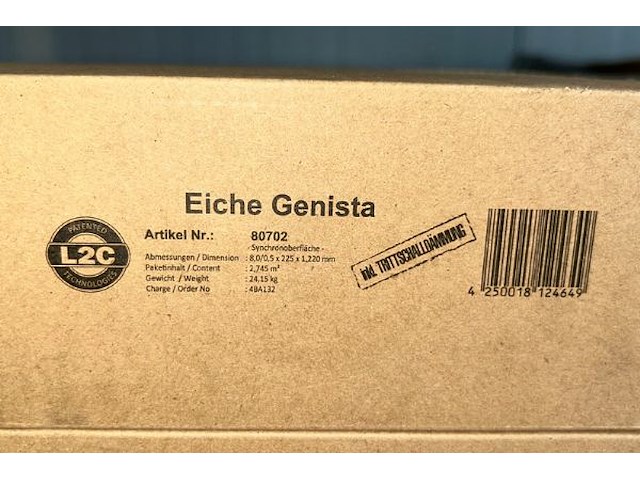 Eiche Genista
PATENTED
L2C
TECHNOLOGIES
Artikel Nr.: 80702
- Synchronoberfläche -
Abmessungen / Dimension : 8,0/0,5 x 225 x 1,220 mm
Paketinhalt / Content : 2,745 m²
Gewicht / Weight : 24,15 kg
Charge / Order No : 4BA132
inkl. TRITTSCHALLDÄMMUNG
4 250018 124649